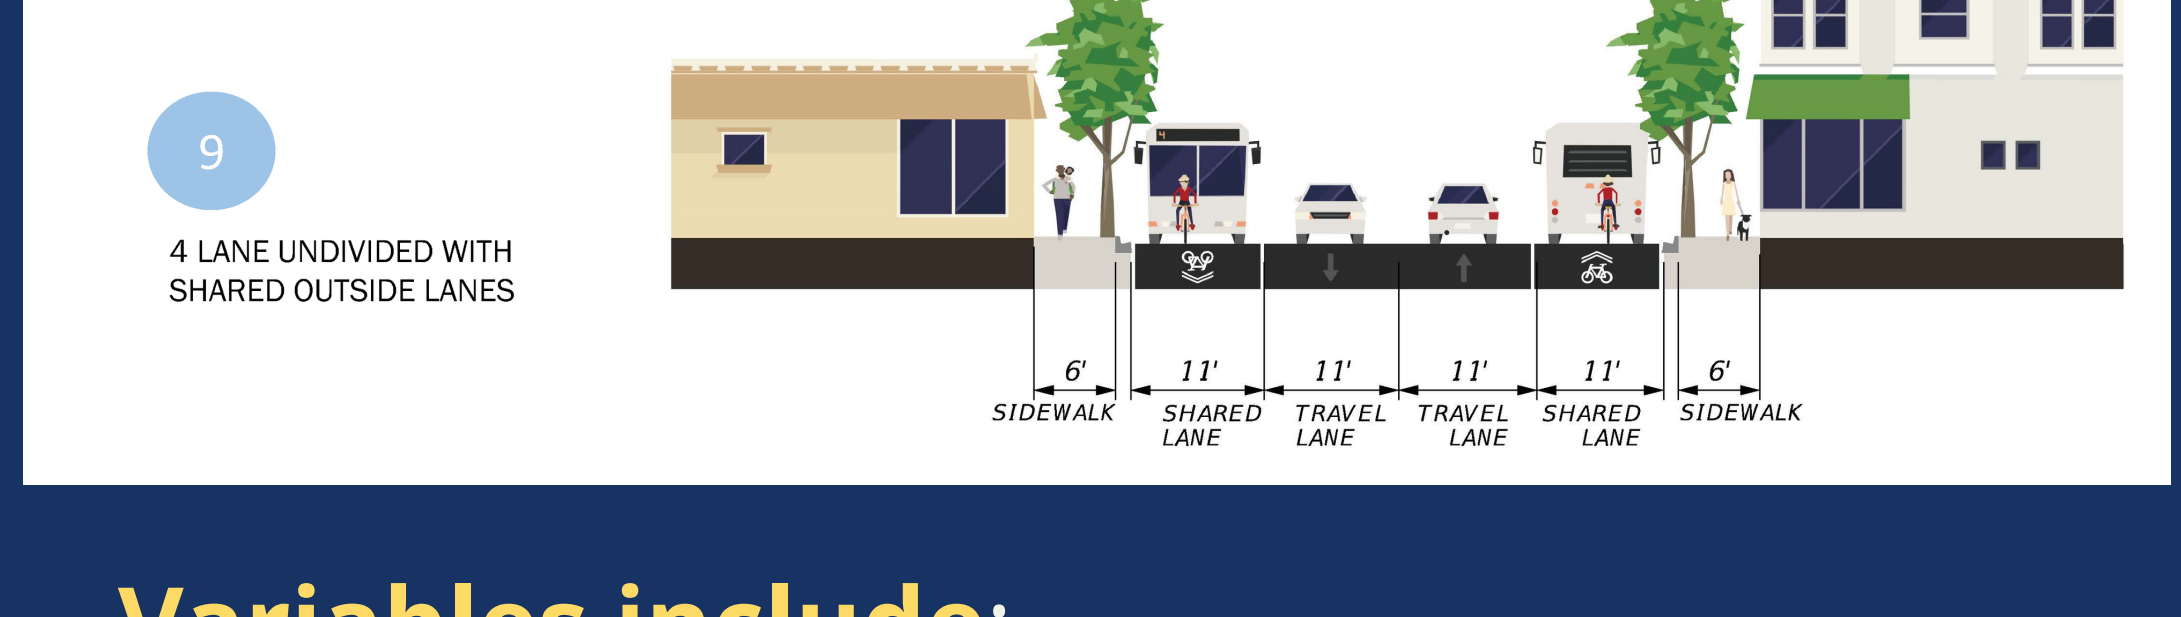 9
4 LANE UNDIVIDED WITH
SHARED OUTSIDE LANES
4
6' 11' 11' 11' 11' 6'
SIDEWALK SHARED TRAVEL TRAVEL SHARED SIDEWALK
LANE LANE LANE LANE
Variables include: